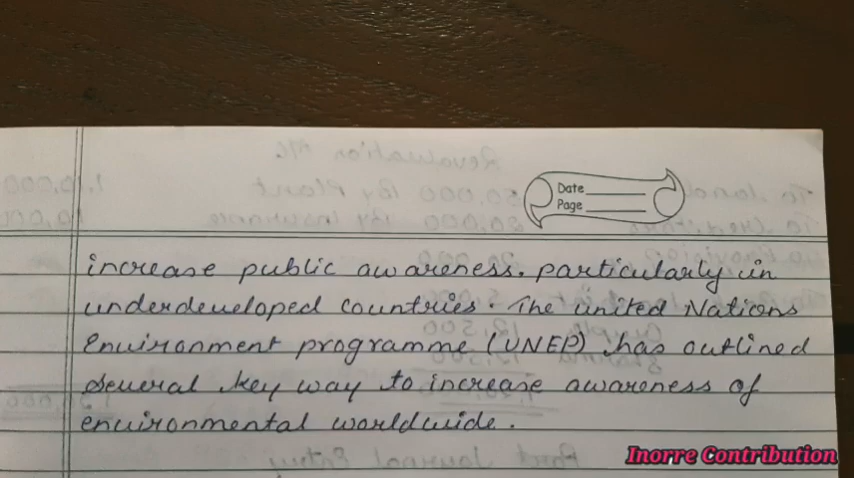 Date
Page
increase public awareness. particularly in
underdeveloped countries. The united Nations
Environment programme (UNEP) has outlined
several key way to increase awareness of
environmental worldwide.
Inorre Contribution